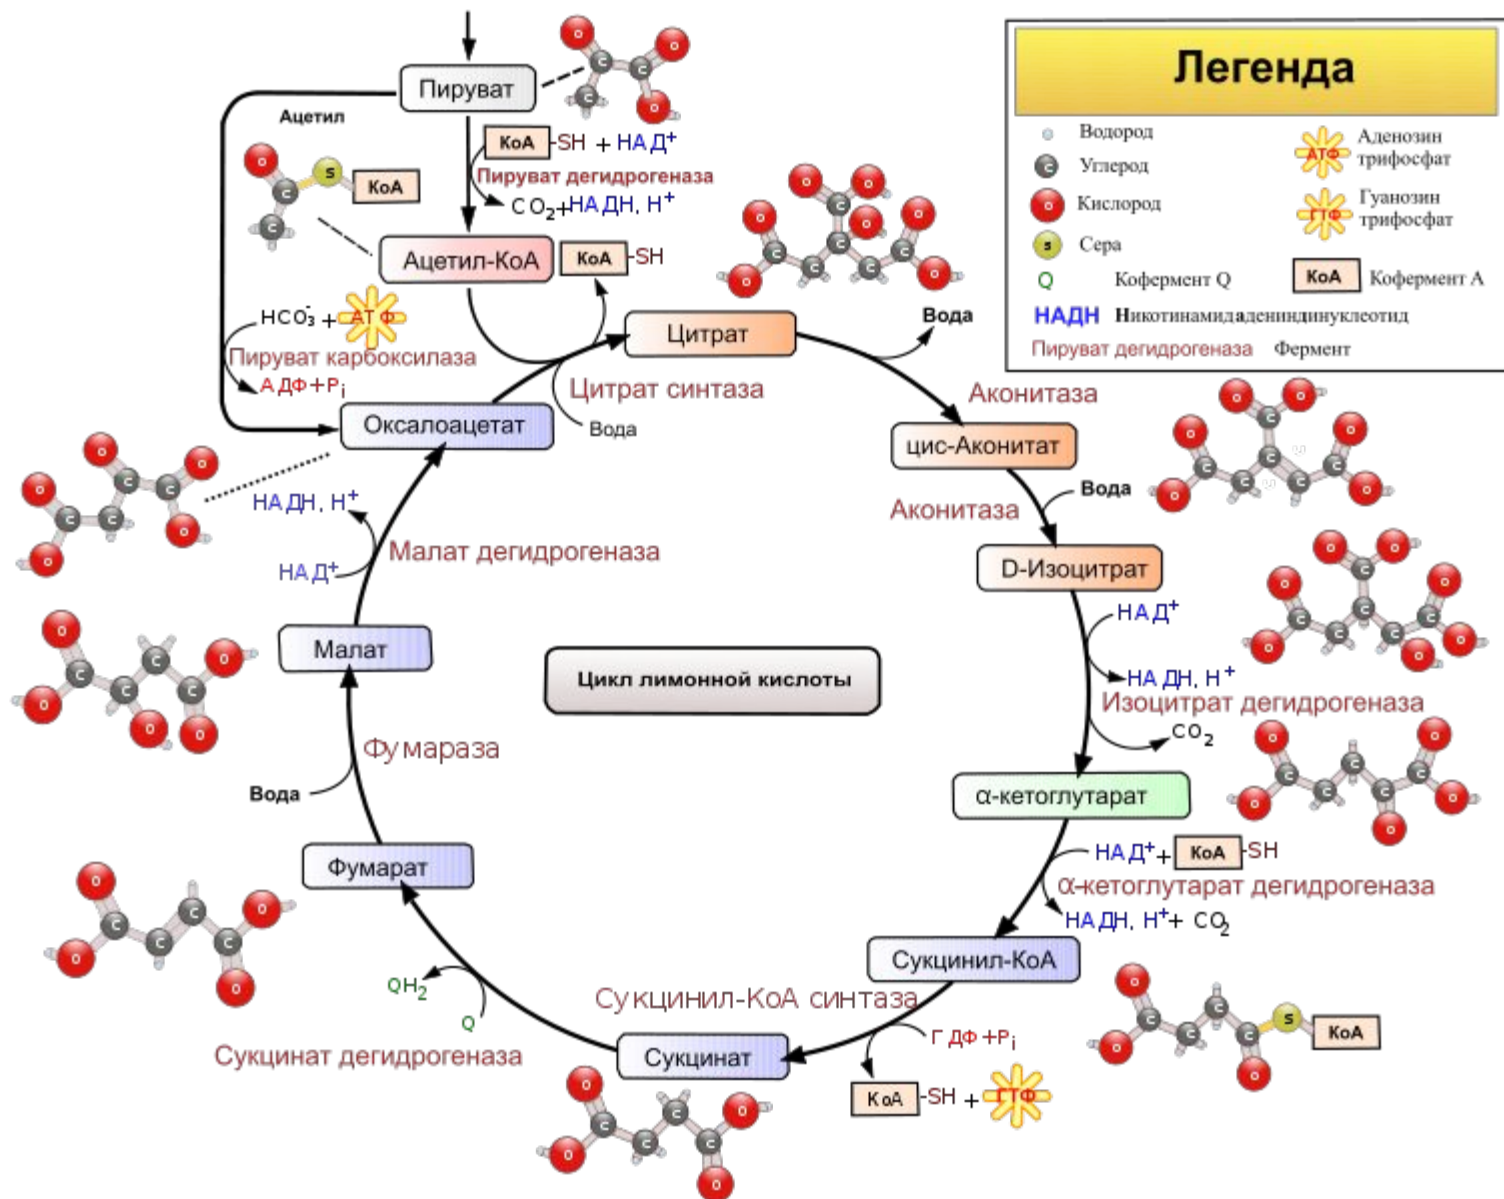 Пируват
Ацетил
КоА
КоА-SH + НАД+
Пируват дегидрогеназа
CO2+НАДН, H+
Ацетил-КоА
КоА-SH
HCO3- + АТФ
Пируват карбоксилаза
АДФ+Pi
Оксалоацетат
Цитрат синтаза
Вода
Цитрат
Вода
Аконитаза
цис-Аконитат
Вода
Аконитаза
D-Изоцитрат
НАД+
НАДН, H+
Изоцитрат дегидрогеназа
CO2
α-кетоглутарат
НАД+ + КоА-SH
α-кетоглутарат дегидрогеназа
НАДН, H+ + CO2
Сукцинил-КоА
КоА
Сукцинил-КоА синтаза
ГДФ+Pi
КоА-SH + ГТФ
Сукцинат
Q
QH2
Сукцинат дегидрогеназа
Фумарат
Вода
Фумараза
Малат
НАД+
НАДН, H+
Малат дегидрогеназа
Цикл лимонной кислоты
Легенда
Водород
C Углерод
O Кислород
S Сера
Q Кофермент Q
НАДН Никотинамидадениндинуклеотид
Пируват дегидрогеназа Фермент
АТФ Аденозин
трифосфат
ГТФ Гуанозин
трифосфат
КоА Кофермент А